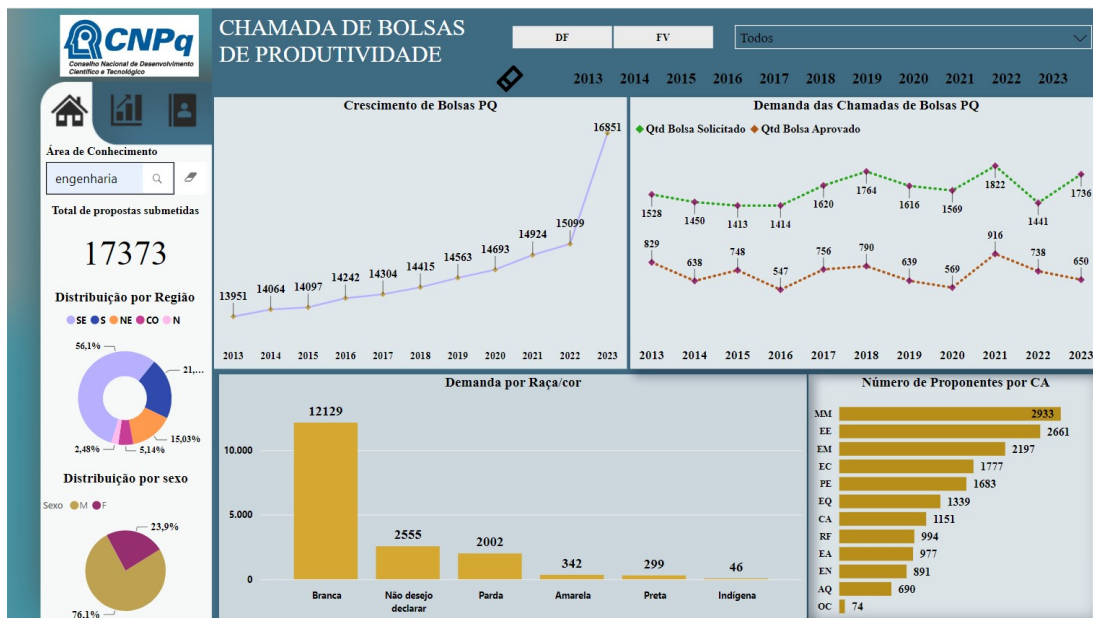 CNPq
Conselho Nacional de Desenvolvimento
Científico e Tecnológico
CHAMADA DE BOLSAS
DE PRODUTIVIDADE
DF
FV
Todos
2013 2014 2015 2016 2017 2018 2019 2020 2021 2022 2023
Área de Conhecimento
engenharia
Total de propostas submetidas
17373
Distribuição por Região
SE S NE CO N
56,1%
21,...
15,03%
5,14%
2,48%
Distribuição por sexo
Sexo M F
23,9%
76,1%
Crescimento de Bolsas PQ
13951 14064 14097 14242 14304 14415 14563 14693 14924 15099 16851
2013 2014 2015 2016 2017 2018 2019 2020 2021 2022 2023
Demanda das Chamadas de Bolsas PQ
Qtd Bolsa Solicitado Qtd Bolsa Aprovado
1528 1450 1413 1414 1620 1764 1616 1569 1822 1441 1736
829 638 748 547 756 790 639 569 916 738 650
2013 2014 2015 2016 2017 2018 2019 2020 2021 2022 2023
Demanda por Raça/cor
10.000
5.000
0
12129 2555 2002 342 299 46
Branca Não desejo declarar Parda Amarela Preta Indígena
Número de Proponentes por CA
MM 2933
EE 2661
EM 2197
EC 1777
PE 1683
EQ 1339
CA 1151
RF 994
EA 977
EN 891
AQ 690
OC 74